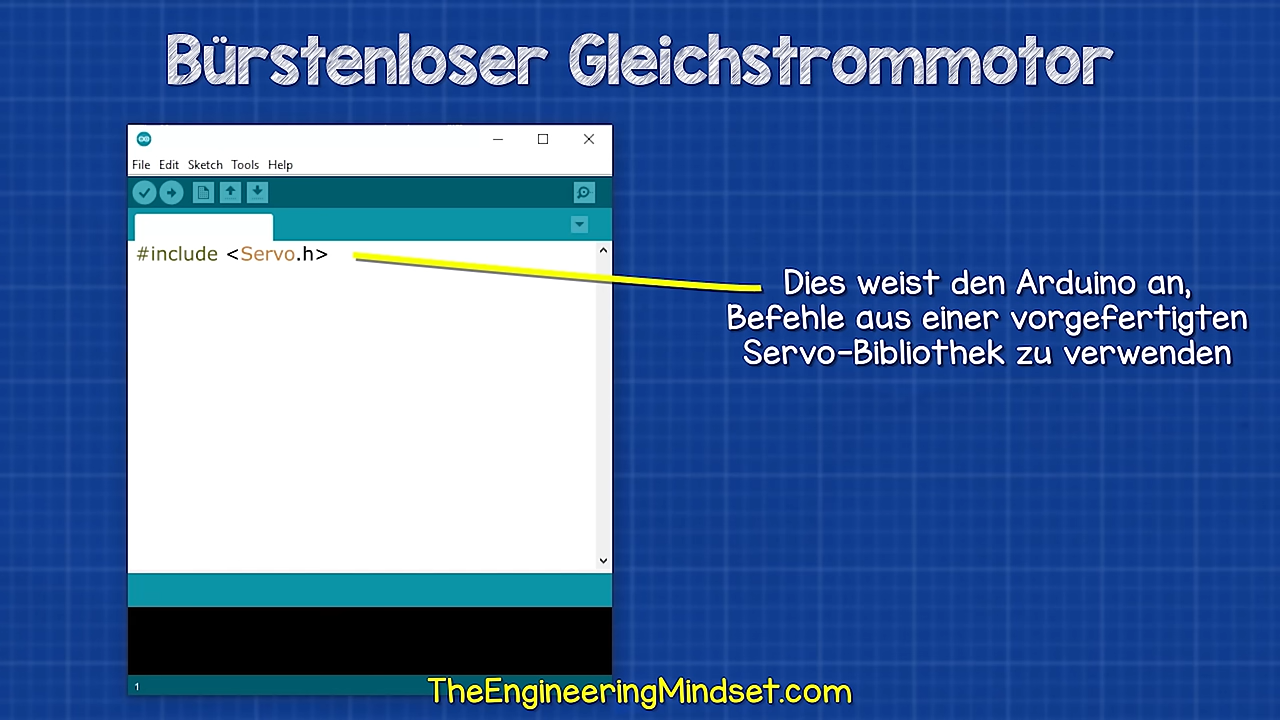 Bürstenloser Gleichstrommotor
File Edit Sketch Tools Help
#include <Servo.h>
Dies weist den Arduino an,
Befehle aus einer vorgefertigten
Servo-Bibliothek zu verwenden
1
TheEngineeringMindset.com